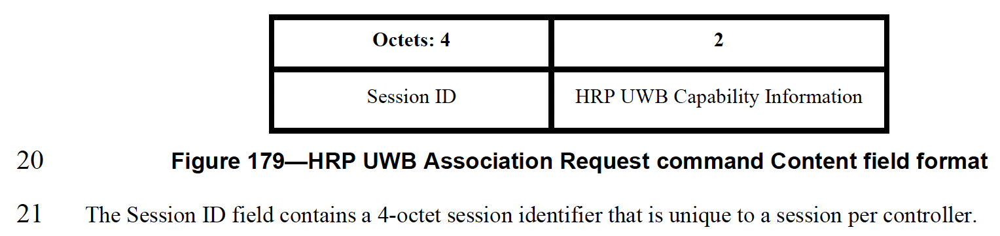 Octets: 4 2
Session ID HRP UWB Capability Information
20 Figure 179—HRP UWB Association Request command Content field format
21 The Session ID field contains a 4-octet session identifier that is unique to a session per controller.